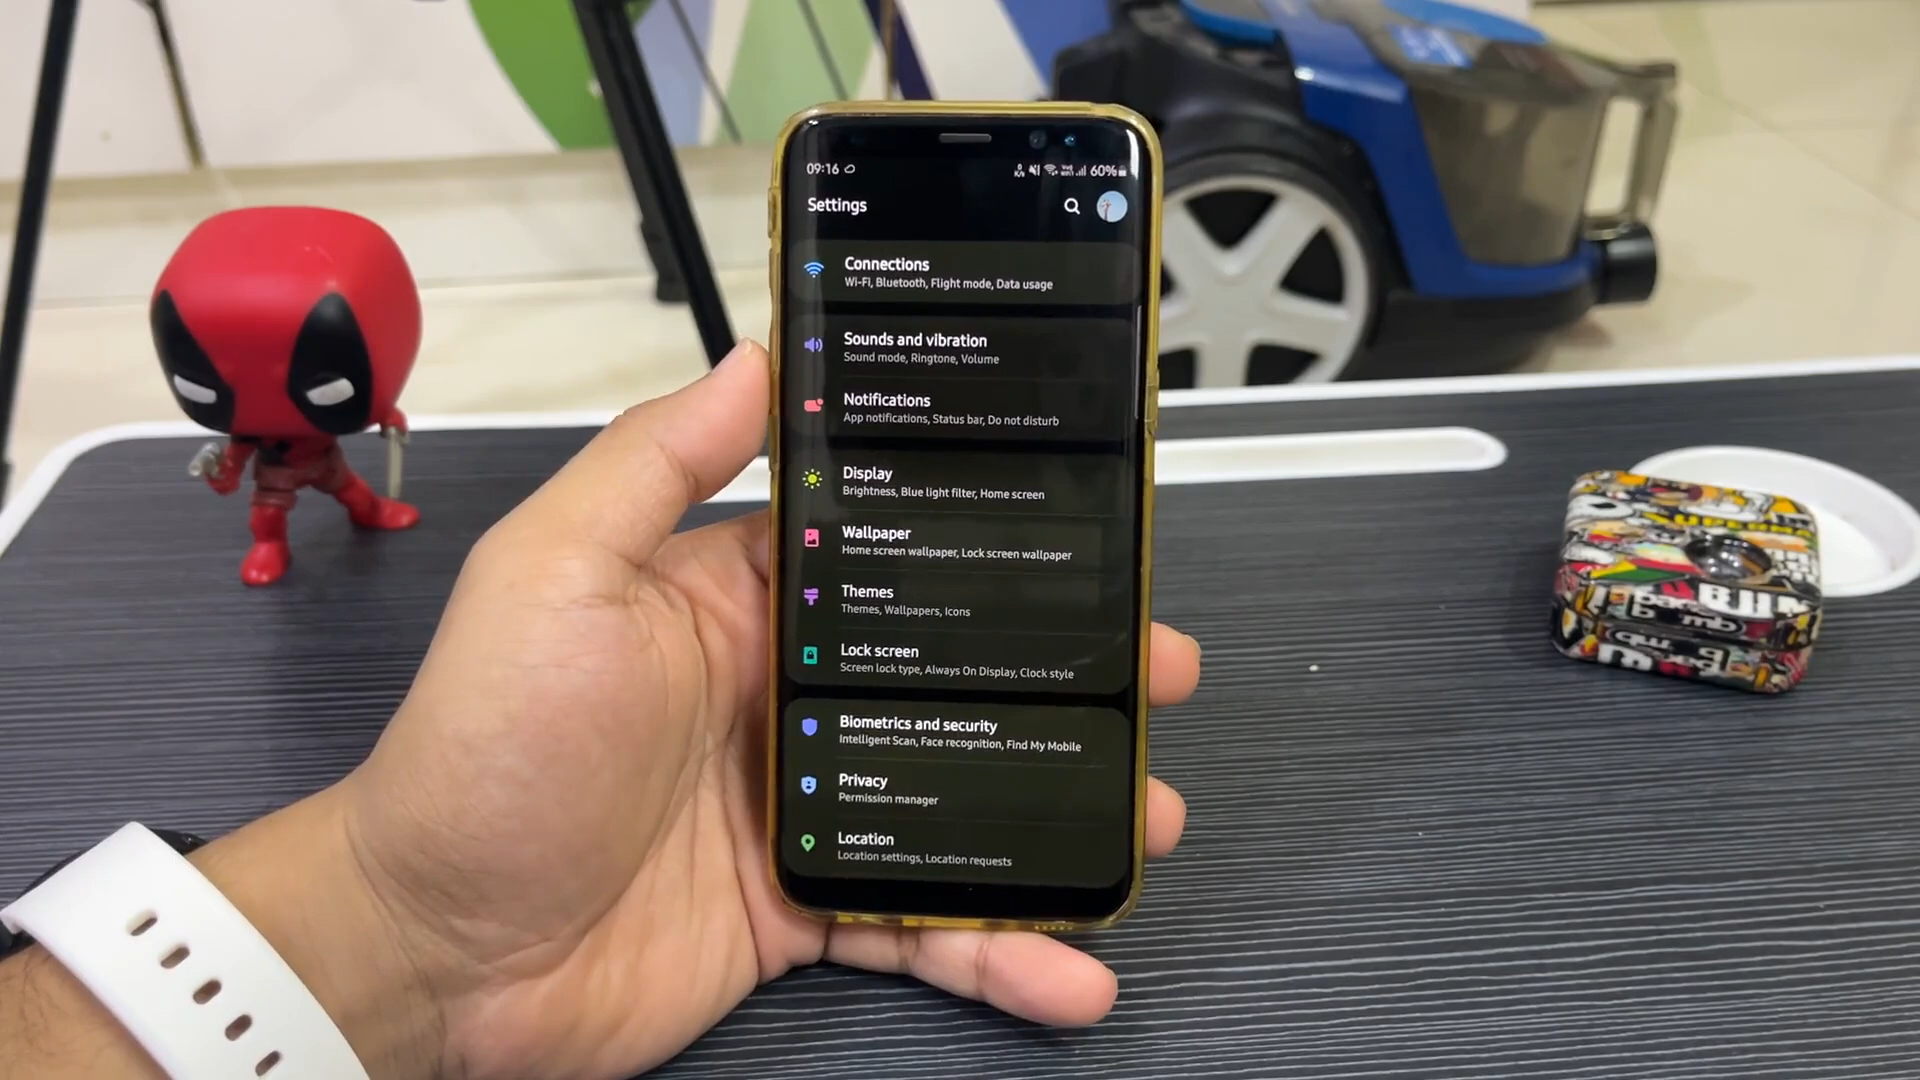 09:16
60%
Settings
Connections
Wi-Fi, Bluetooth, Flight mode, Data usage
Sounds and vibration
Sound mode, Ringtone, Volume
Notifications
App notifications, Status bar, Do not disturb
Display
Brightness, Blue light filter, Home screen
Wallpaper
Home screen wallpaper, Lock screen wallpaper
Themes
Themes, Wallpapers, Icons
Lock screen
Screen lock type, Always On Display, Clock style
Biometrics and security
Intelligent Scan, Face recognition, Find My Mobile
Privacy
Permission manager
Location
Location settings, Location requests